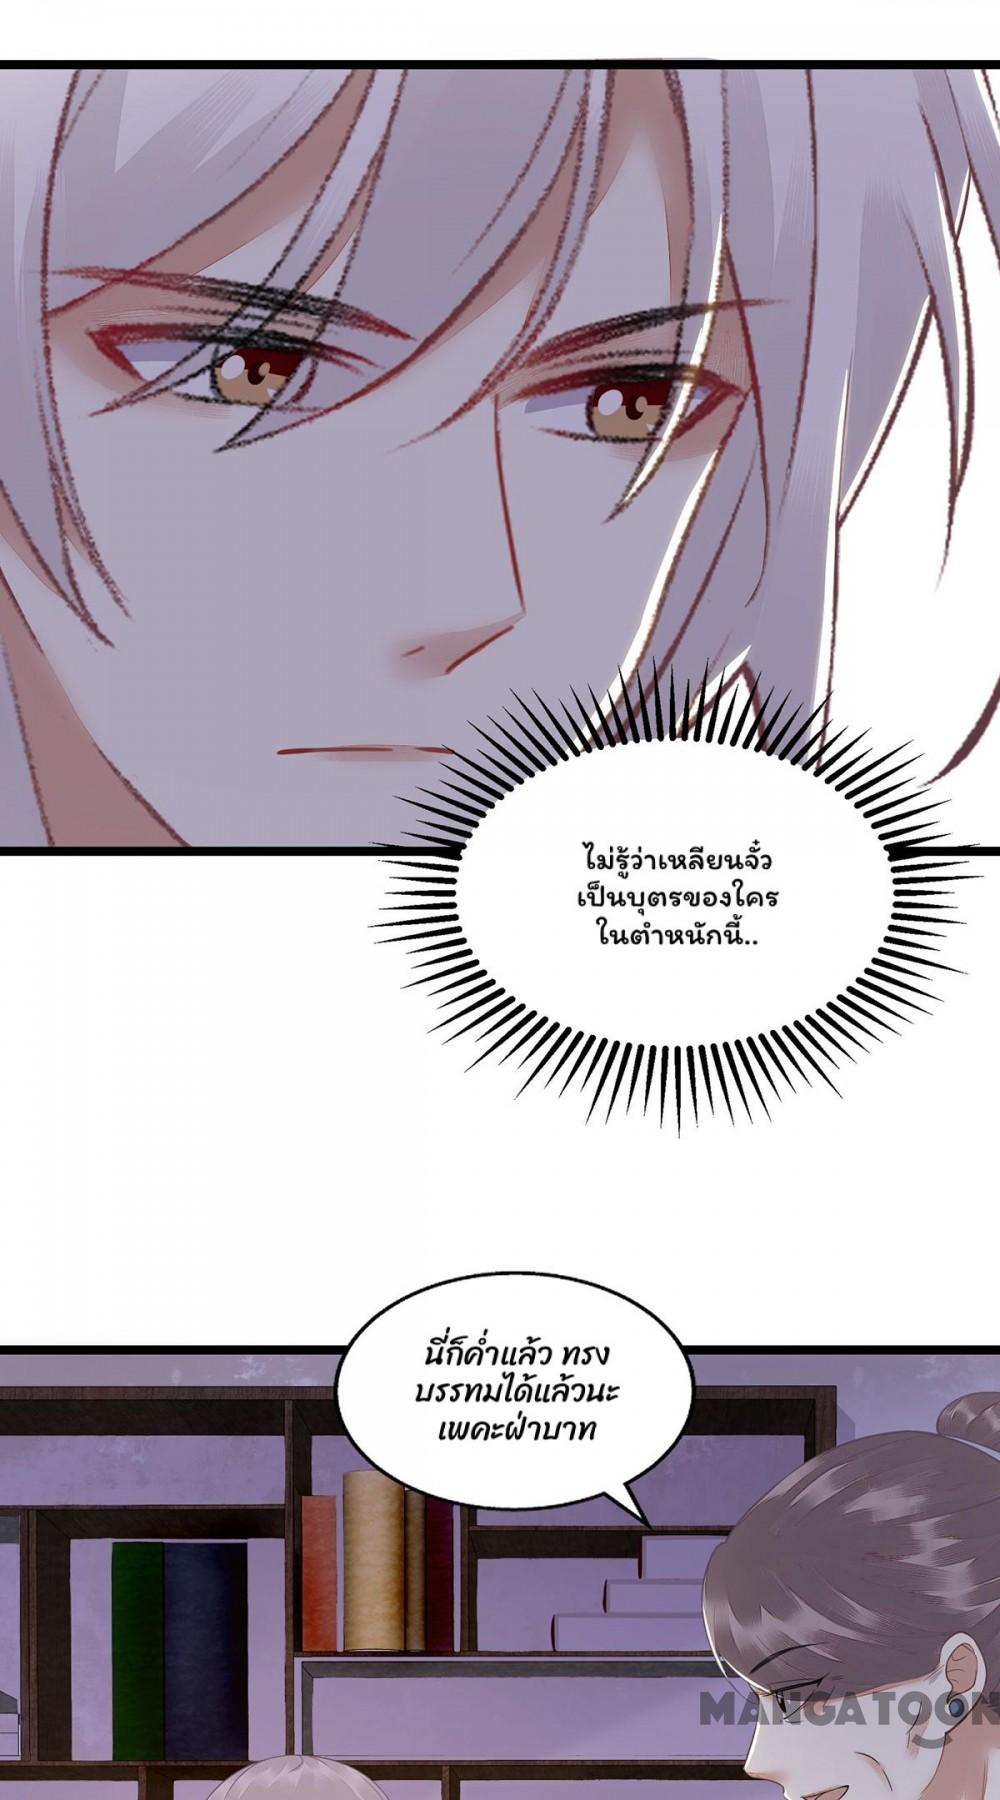 ไม่รู้ว่าเหลียนจิ๋ว
เป็นบุตรของใคร
ในตำหนักนี้..
นี่ก็ค่ำแล้ว ทรง
บรรทมได้แล้วนะ
เพคะฝ่าบาท
MANGATOON